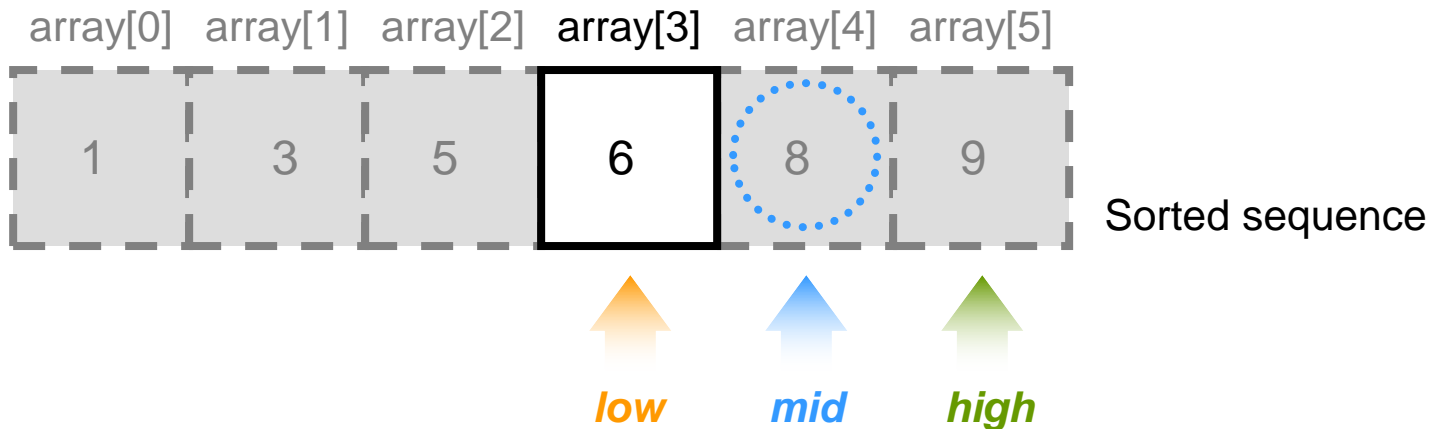 array[0] array[1] array[2] array[3] array[4] array[5]
1 3 5 6 8 9
Sorted sequence
low mid high